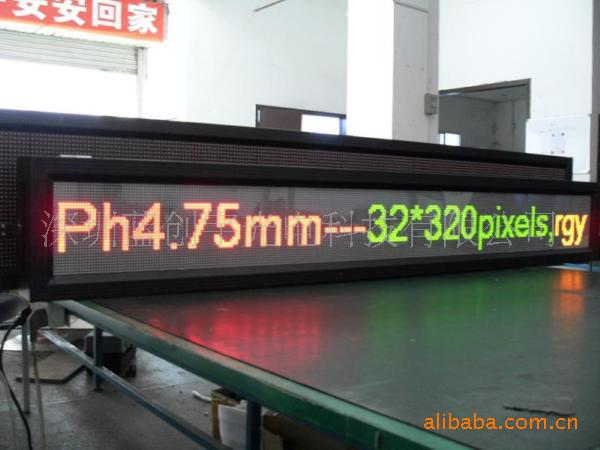 安安回家
Ph4.75mm---32*320pixels,rgy
alibaba.com.cn